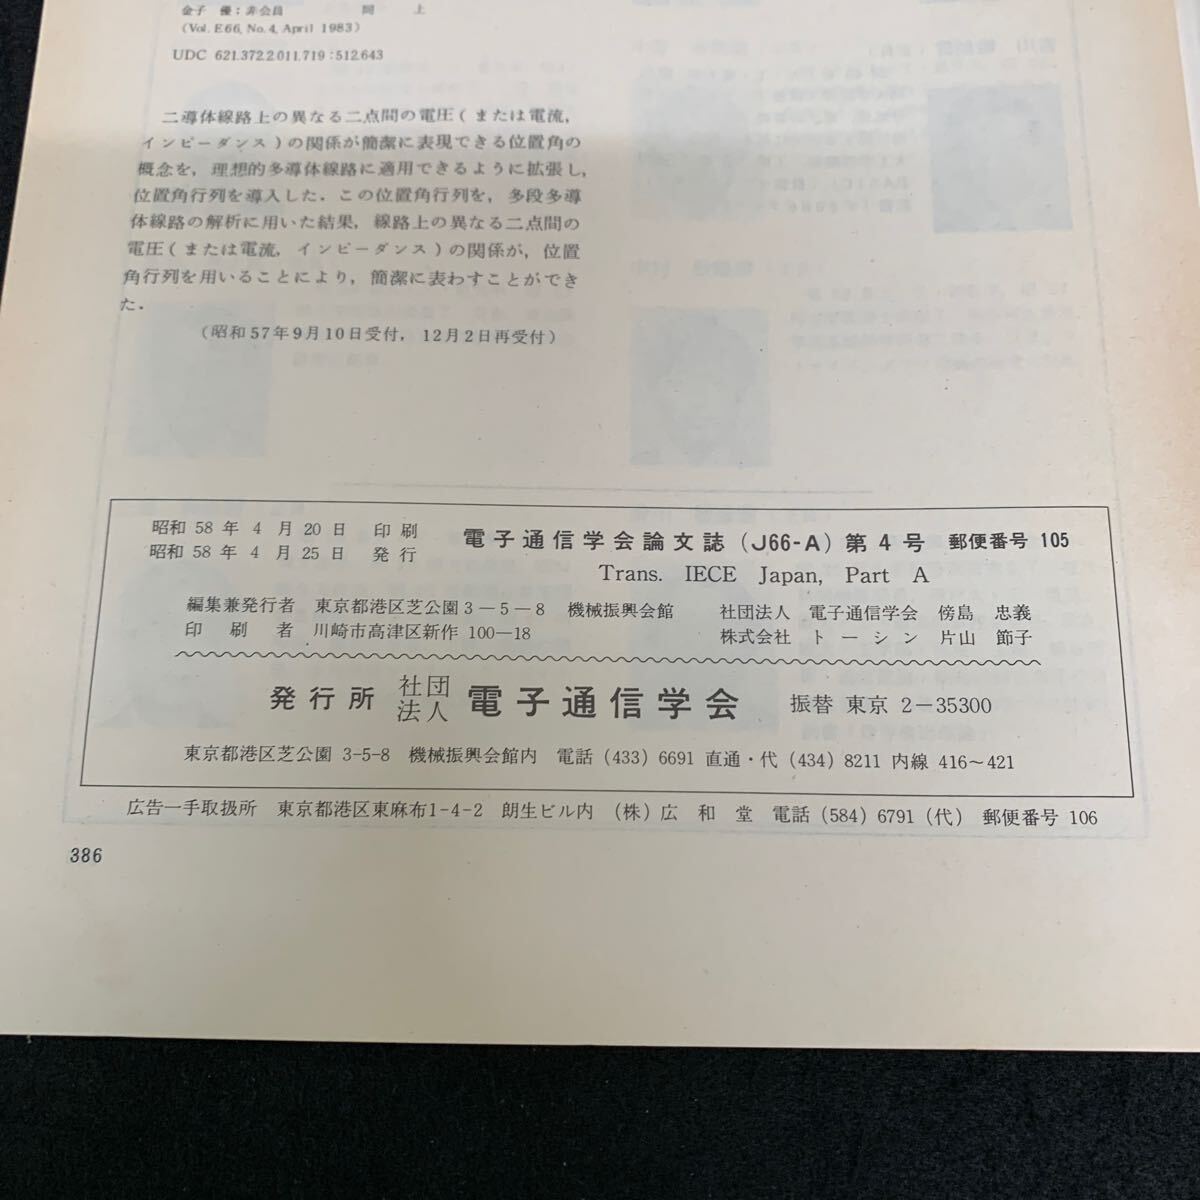 金子 優：非会員 同 上
(Vol. E66, No. 4, April 1983)
UDC 621.372.2.011.719 : 512.643
二導体線路上の異なる二点間の電圧（または電流，
インピーダンス）の関係が簡潔に表現できる位置角の
概念を，理想的多導体線路に適用できるように拡張し，
位置角行列を導入した．この位置角行列を，多段多導
体線路の解析に用いた結果，線路上の異なる二点間の
電圧（または電流，インピーダンス）の関係が，位置
角行列を用いることにより，簡潔に表わすことができ
た．
（昭和57年9月10日受付，12月2日再受付）
昭和 58 年 4 月 20 日 印 刷
昭和 58 年 4 月 25 日 発 行
電子通信学会論文誌（J66-A）第 4 号 郵便番号 105
Trans. IECE Japan, Part A
編集兼発行者 東京都港区芝公園 3－5－8 機械振興会館 社団法人 電子通信学会 傍島 忠義
印 刷 者 川崎市高津区新作 100－18 株式会社 トーシン 片山 節子
発行所 社団法人 電子通信学会 振替 東京 2－35300
東京都港区芝公園 3-5-8 機械振興会館内 電話 (433) 6691 直通・代 (434) 8211 内線 416～421
広告一手取扱所 東京都港区東麻布1-4-2 朗生ビル内 （株）広 和 堂 電話 (584) 6791（代） 郵便番号 106
386